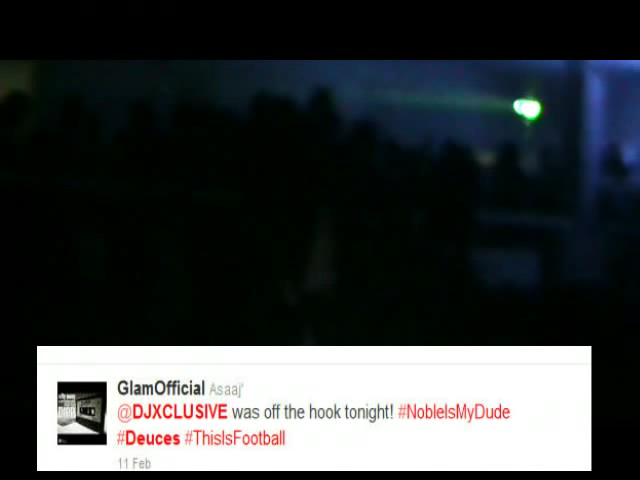 GlamOfficial Asaaj'
@DJXCLUSIVE was off the hook tonight! #NobleIsMyDude
#Deuces #ThisIsFootball
11 Feb